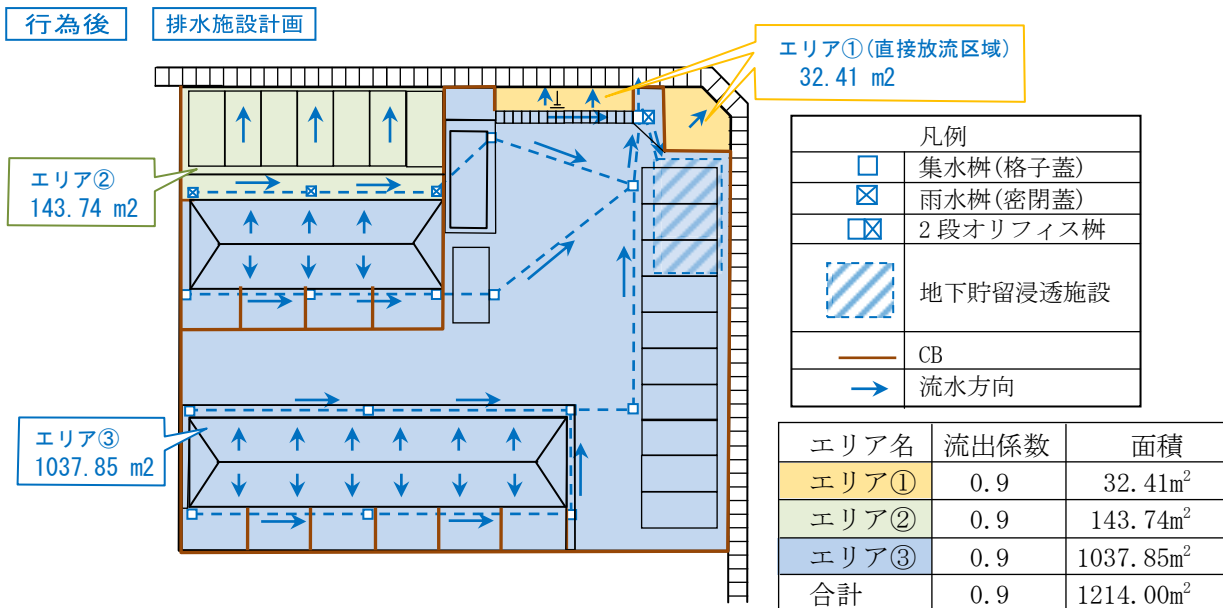 行為後
排水施設計画
エリア①(直接放流区域)
32.41 m2
エリア②
143.74 m2
エリア③
1037.85 m2
凡例
集水桝(格子蓋)
雨水桝(密閉蓋)
2段オリフィス桝
地下貯留浸透施設
CB
流水方向
エリア名 流出係数 面積
エリア① 0.9 32.41m²
エリア② 0.9 143.74m²
エリア③ 0.9 1037.85m²
合計 0.9 1214.00m²